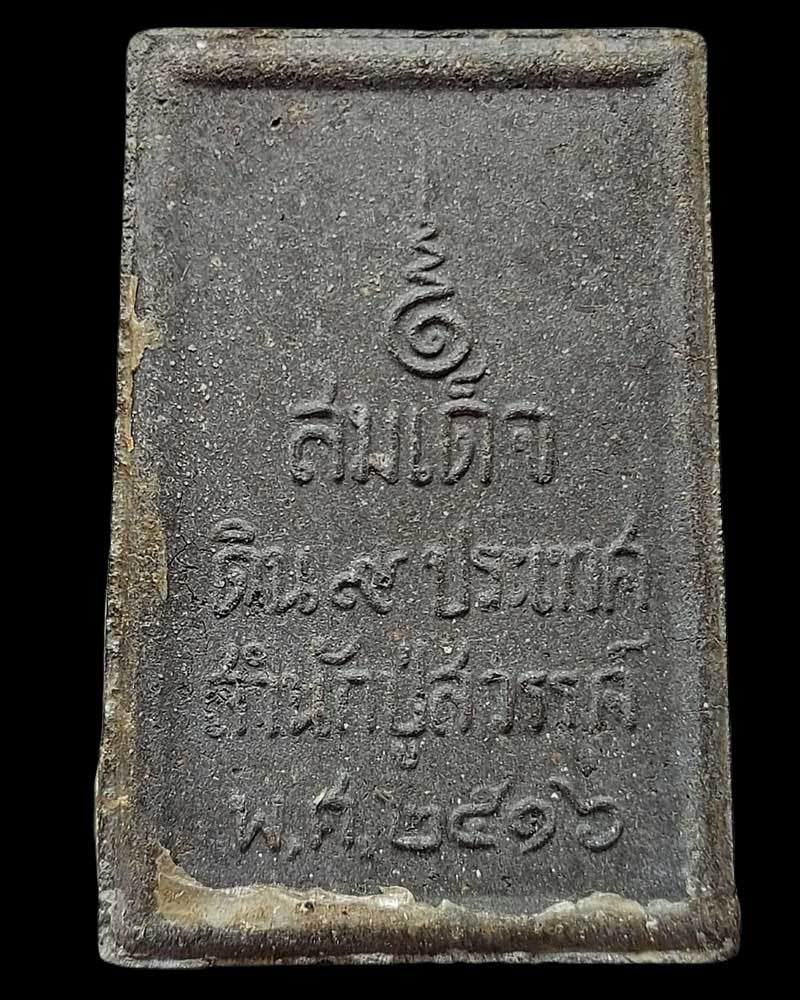 สมเด็จ
ดิน ๙ ประเทศ
สำนักปู่สวรรค์
พ.ศ. ๒๕๑๖